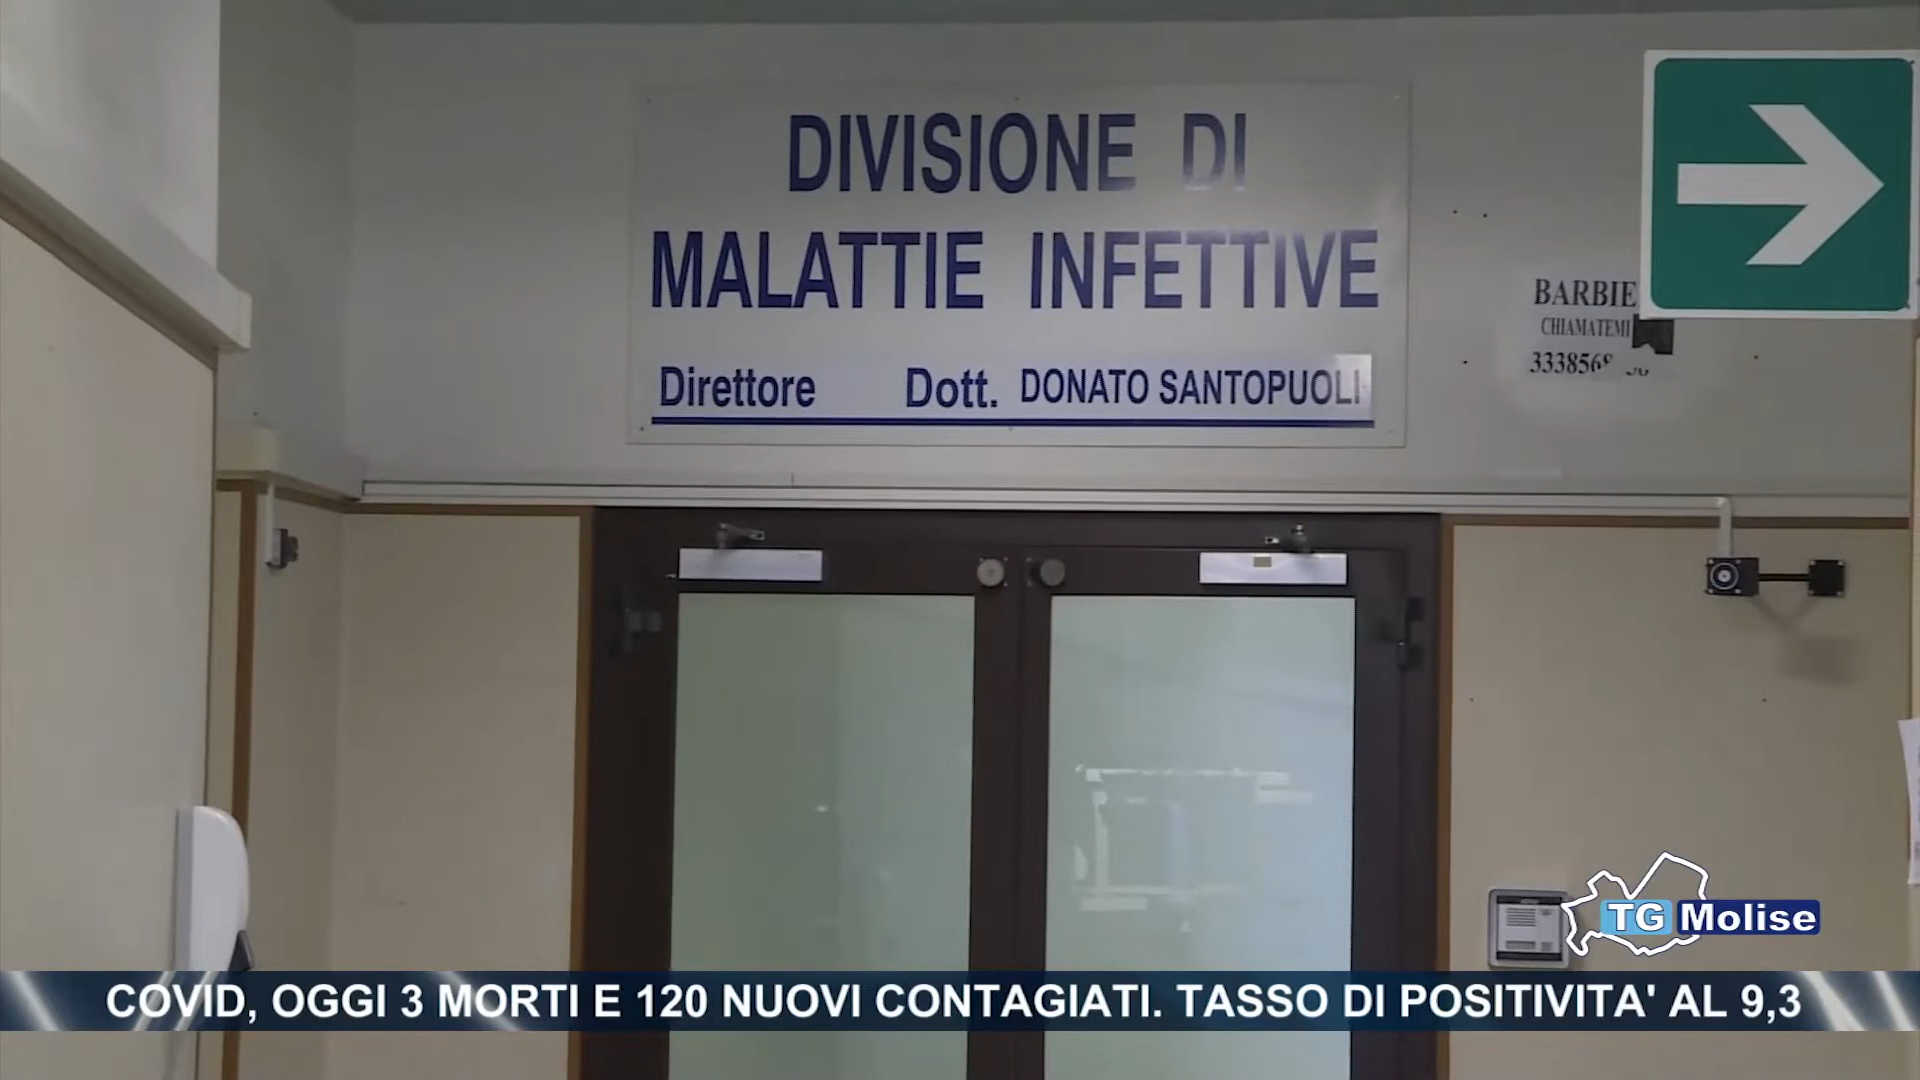 DIVISIONE DI
MALATTIE INFETTIVE
Direttore Dott. DONATO SANTOPUOLI
CHIAMATEMI
TG Molise
COVID, OGGI 3 MORTI E 120 NUOVI CONTAGIATI. TASSO DI POSITIVITA' AL 9,3